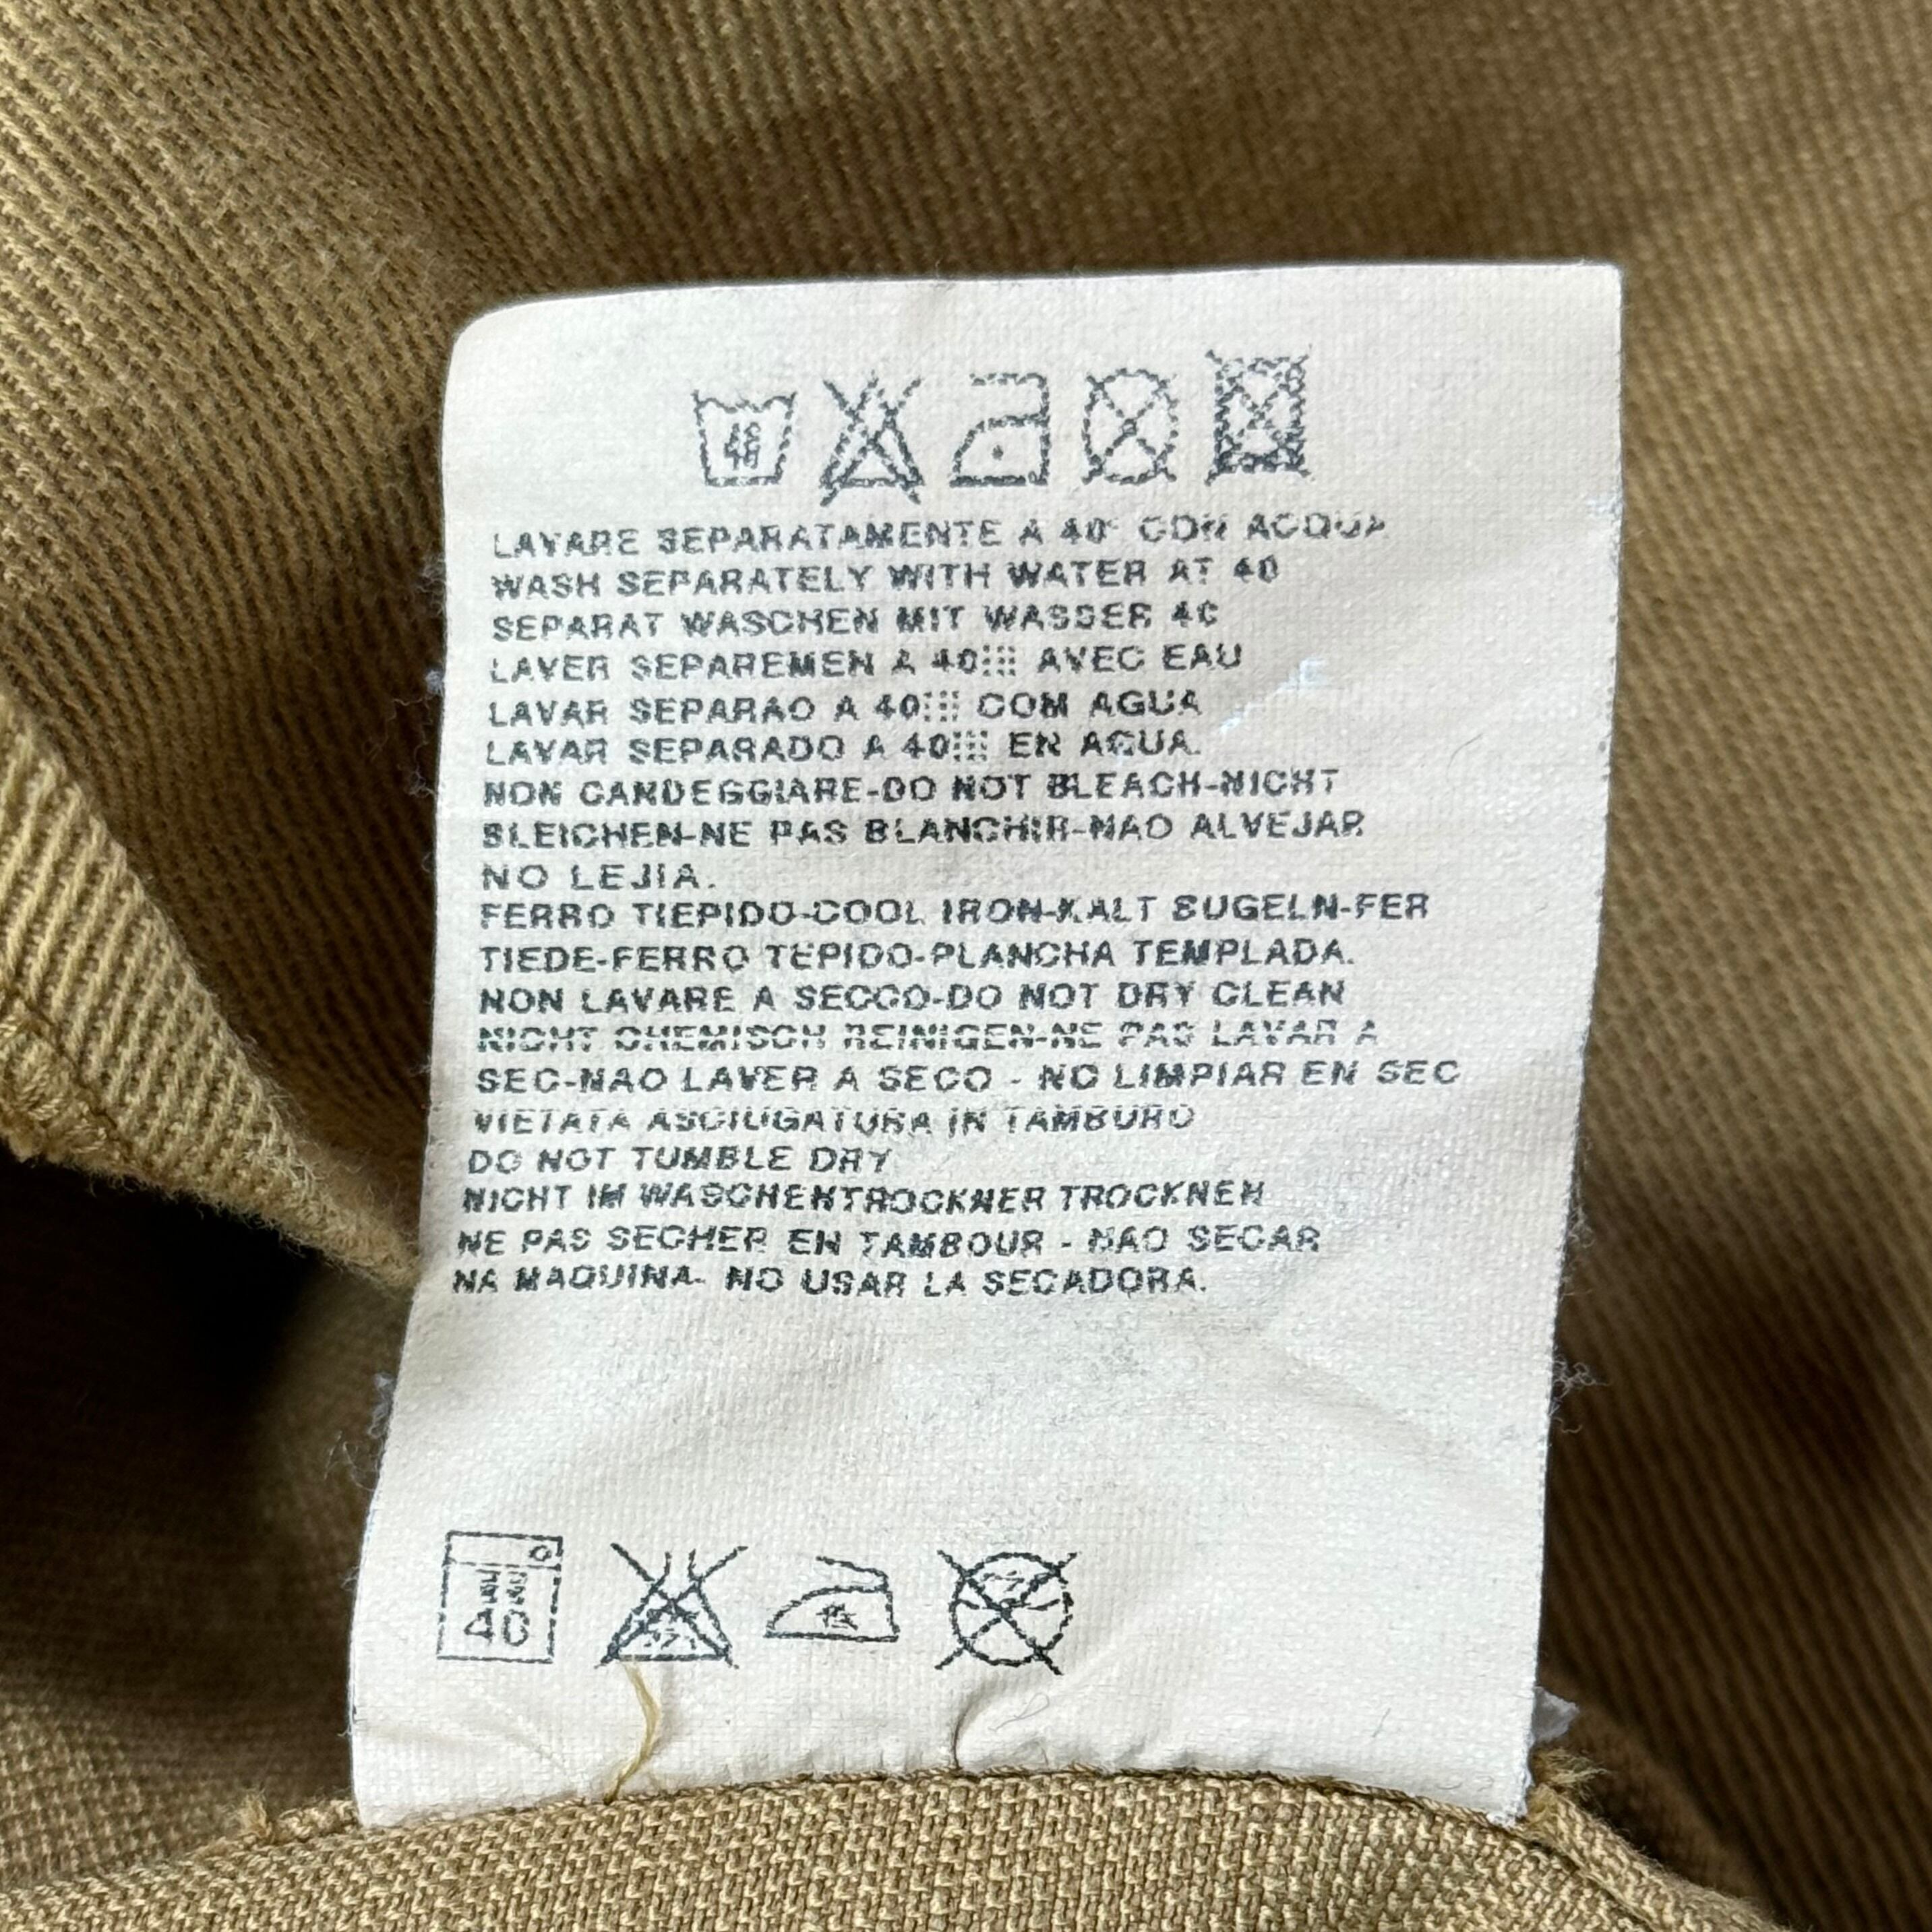 40
LAVARE SEPARATAMENTE A 40° CON ACQUA
WASH SEPARATELY WITH WATER AT 40
SEPARAT WASCHEN MIT WASSER 40
LAVER SEPAREMEN A 40 AVEC EAU
LAVAR SEPARAO A 40 COM AGUA
LAVAR SEPARADO A 40 EN AGUA.
NON CANDEGGIARE-DO NOT BLEACH-NICHT
BLEICHEN-NE PAS BLANCHIR-NAO ALVEJAR
NO LEJIA.
FERRO TIEPIDO-COOL IRON-KALT BUGELN-FER
TIEDE-FERRO TEPIDO-PLANCHA TEMPLADA.
NON LAVARE A SECCO-DO NOT DRY CLEAN
NICHT CHEMISCH REINIGEN-NE PAS LAVAR A
SEC-NAO LAVER A SECO - NO LIMPIAR EN SEC
VIETATA ASCIUGATURA IN TAMBURO
DO NOT TUMBLE DRY
NICHT IM WASCHENTROCKNER TROCKNEN
NE PAS SECHER EN TAMBOUR - NAO SECAR
NA MAQUINA- NO USAR LA SECADORA.
40